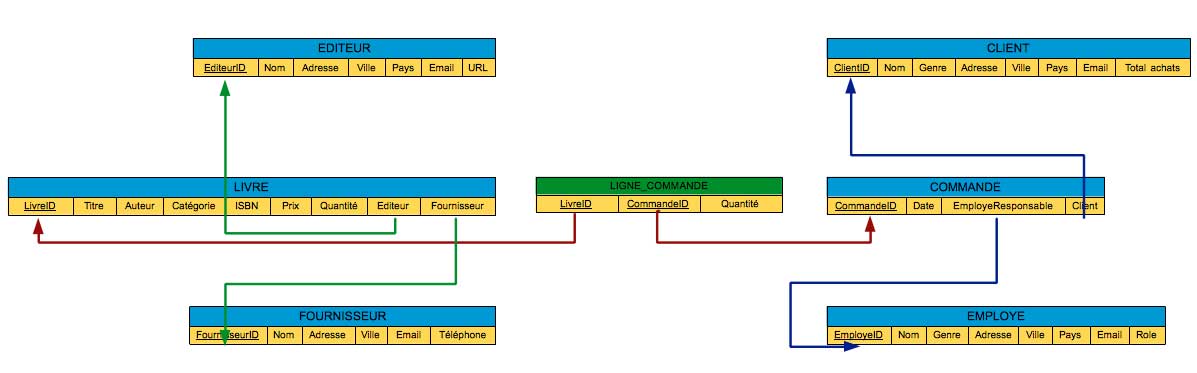 EDITEUR
EditeurID Nom Adresse Ville Pays Email URL
CLIENT
ClientID Nom Genre Adresse Ville Pays Email Total achats
LIVRE
LivreID Titre Auteur Catégorie ISBN Prix Quantité Editeur Fournisseur
LIGNE_COMMANDE
LivreID CommandeID Quantité
COMMANDE
CommandeID Date EmployeResponsable Client
FOURNISSEUR
FournisseurID Nom Adresse Ville Email Téléphone
EMPLOYE
EmployeID Nom Genre Adresse Ville Pays Email Role